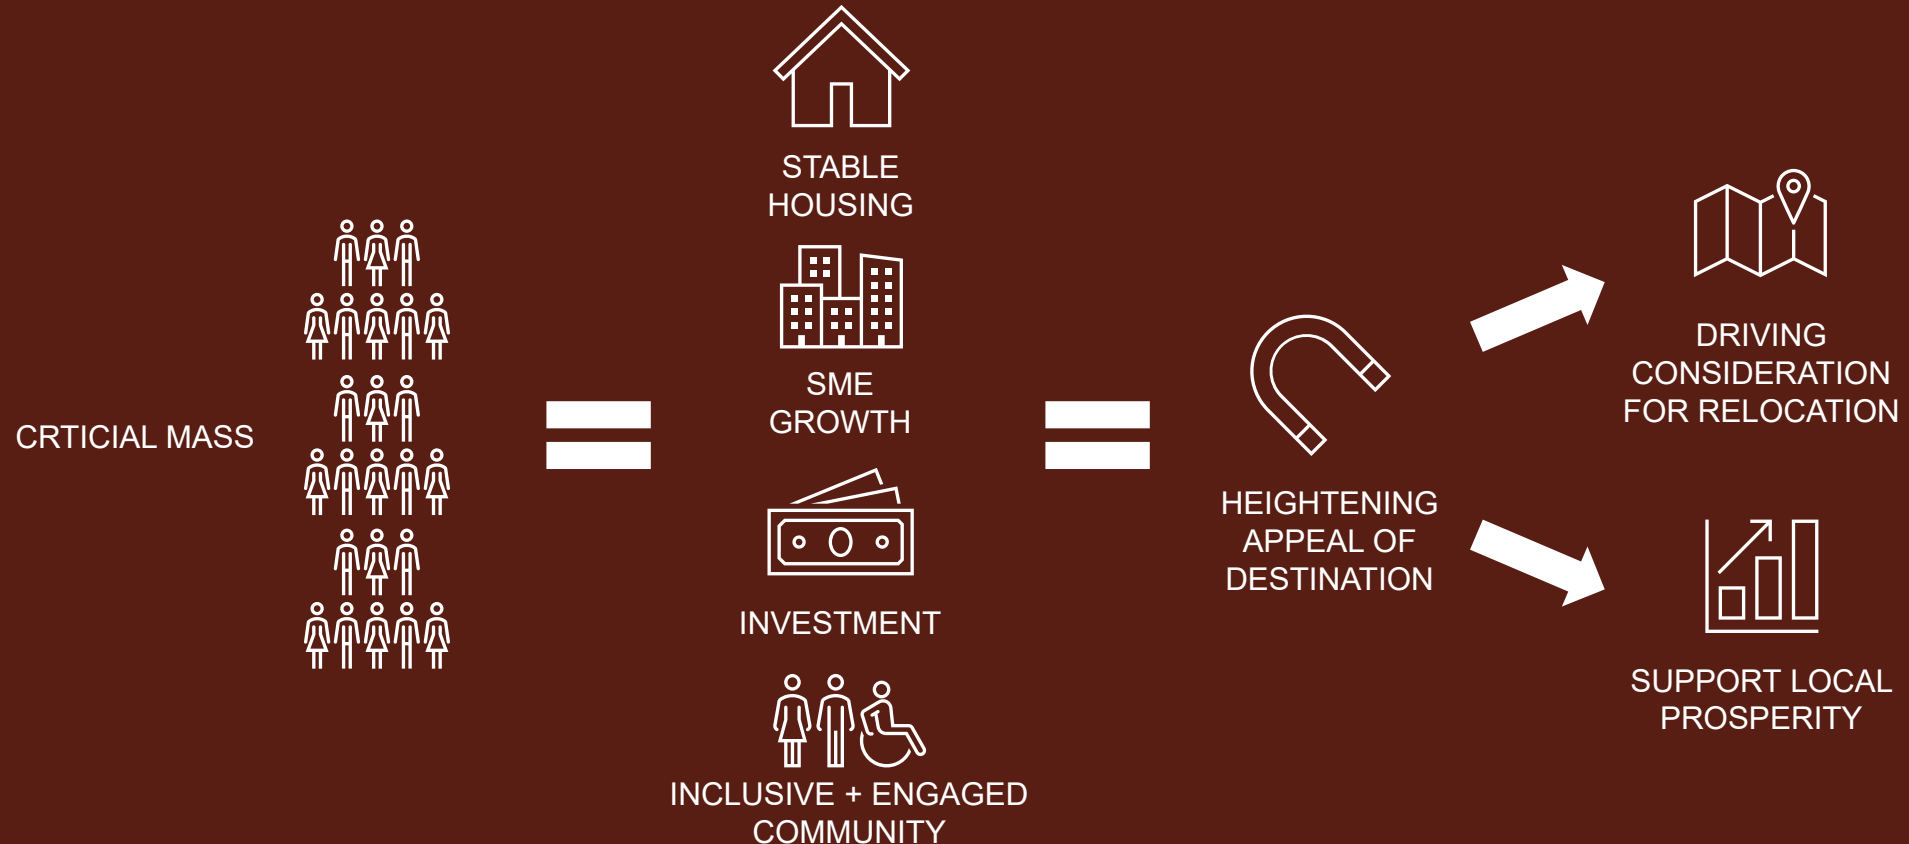 CRTICIAL MASS
STABLE
HOUSING
SME
GROWTH
INVESTMENT
INCLUSIVE + ENGAGED
COMMUNITY
HEIGHTENING
APPEAL OF
DESTINATION
DRIVING
CONSIDERATION
FOR RELOCATION
SUPPORT LOCAL
PROSPERITY